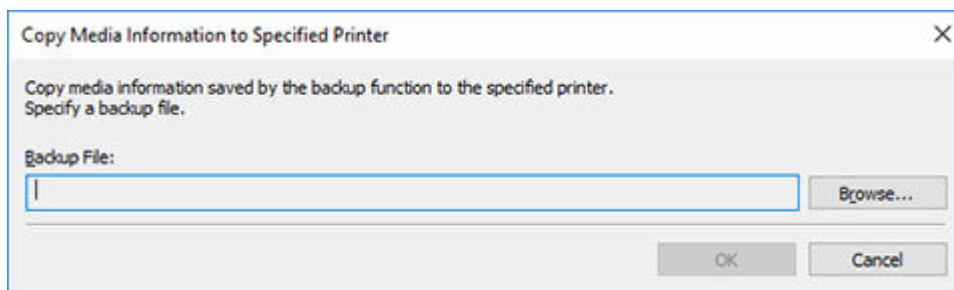 Copy Media Information to Specified Printer
Copy media information saved by the backup function to the specified printer.
Specify a backup file.
Backup File:
Browse...
OK
Cancel